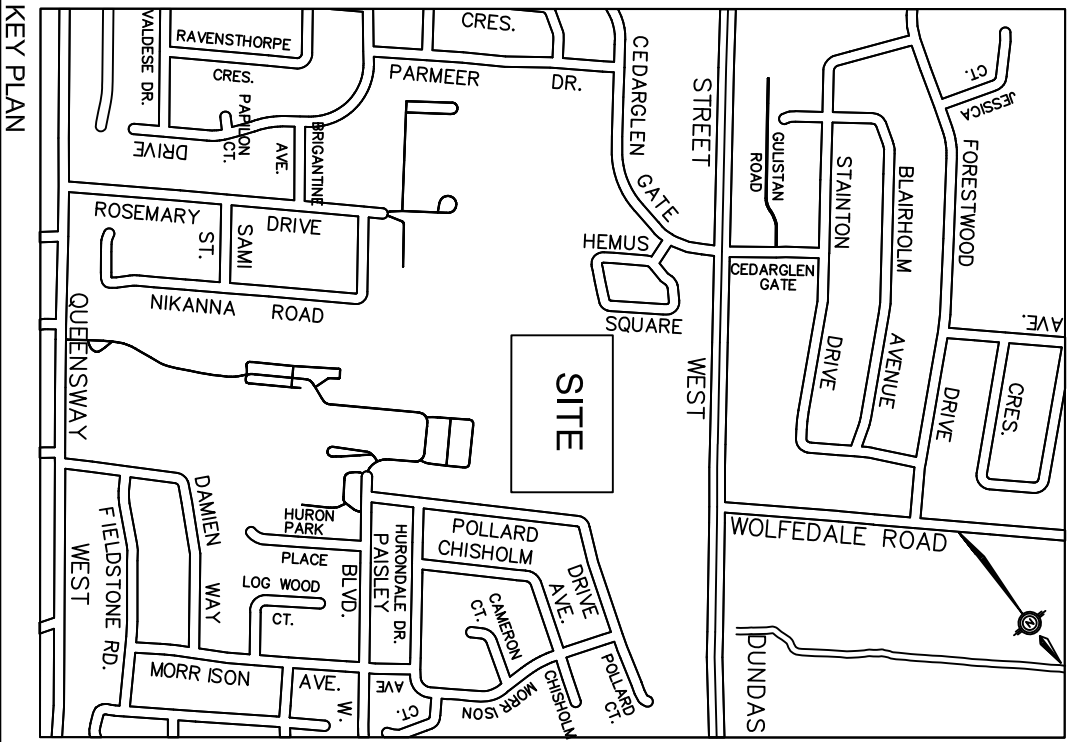 KEY PLAN
VALDESE DR.
RAVENSTHORPE
CRES.
PAPILON
CT.
DRIVE
BRIGANTINE
AVE.
PARMEER
DR.
CRES.
CEDARGLEN
GATE
STREET
WEST
DUNDAS
HEMUS
SQUARE
CEDARGLEN
GATE
GULISTAN
ROAD
STAINTON
DRIVE
BLAIRHOLM
AVENUE
FORESTWOOD
DRIVE
JESSICA
CT.
AVE.
CRES.
WOLFEDALE ROAD
N
SITE
ROSEMARY
DRIVE
SAMI
ST.
NIKANNA
ROAD
QUEENSWAY
WEST
FIELDSTONE RD.
DAMIEN
WAY
HURON
PARK
PLACE
LOG WOOD
CT.
PAISLEY
BLVD.
W.
HURONDALE DR.
POLLARD
DRIVE
CHISHOLM
AVE.
CAMERON
CT.
MORR ISON
AVE.
MORR ISON
AVE
CT.
CHISHOLM
POLLARD
CT.